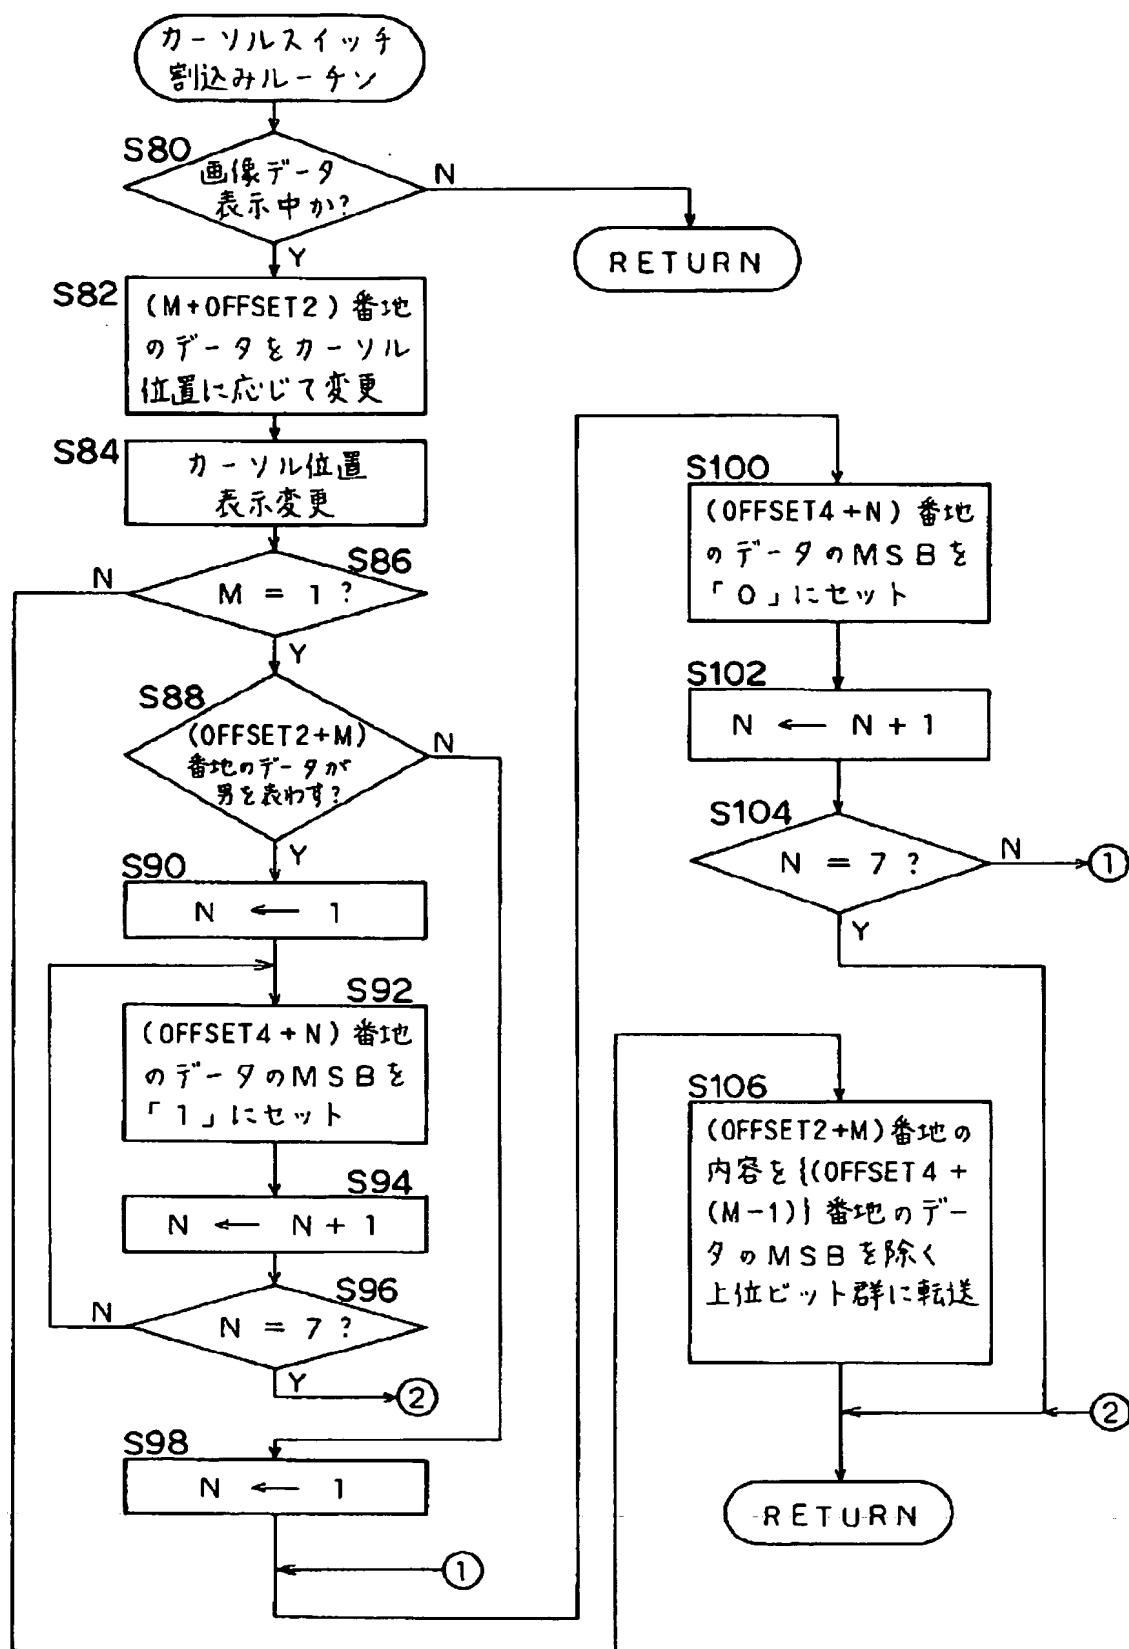 カーソルスイッチ
割込みルーチン
S80
画像データ
表示中か?
N
Y
RETURN
S82
(M+OFFSET2)番地
のデータをカーソル
位置に応じて変更
S84
カーソル位置
表示変更
S86
N
M = 1 ?
Y
S88
(OFFSET2+M)
番地のデータが
男を表わす?
N
Y
S90
N ← 1
S92
(OFFSET4+N)番地
のデータのMSBを
「1」にセット
S94
N ← N+1
S96
N
N = 7 ?
Y
②
S98
N ← 1
①
S100
(OFFSET4+N)番地
のデータのMSBを
「0」にセット
S102
N ← N+1
S104
N = 7 ?
N
①
Y
S106
(OFFSET2+M)番地の
内容を{(OFFSET4+
(M-1)}番地のデー
タのMSBを除く
上位ビット群に転送
②
RETURN